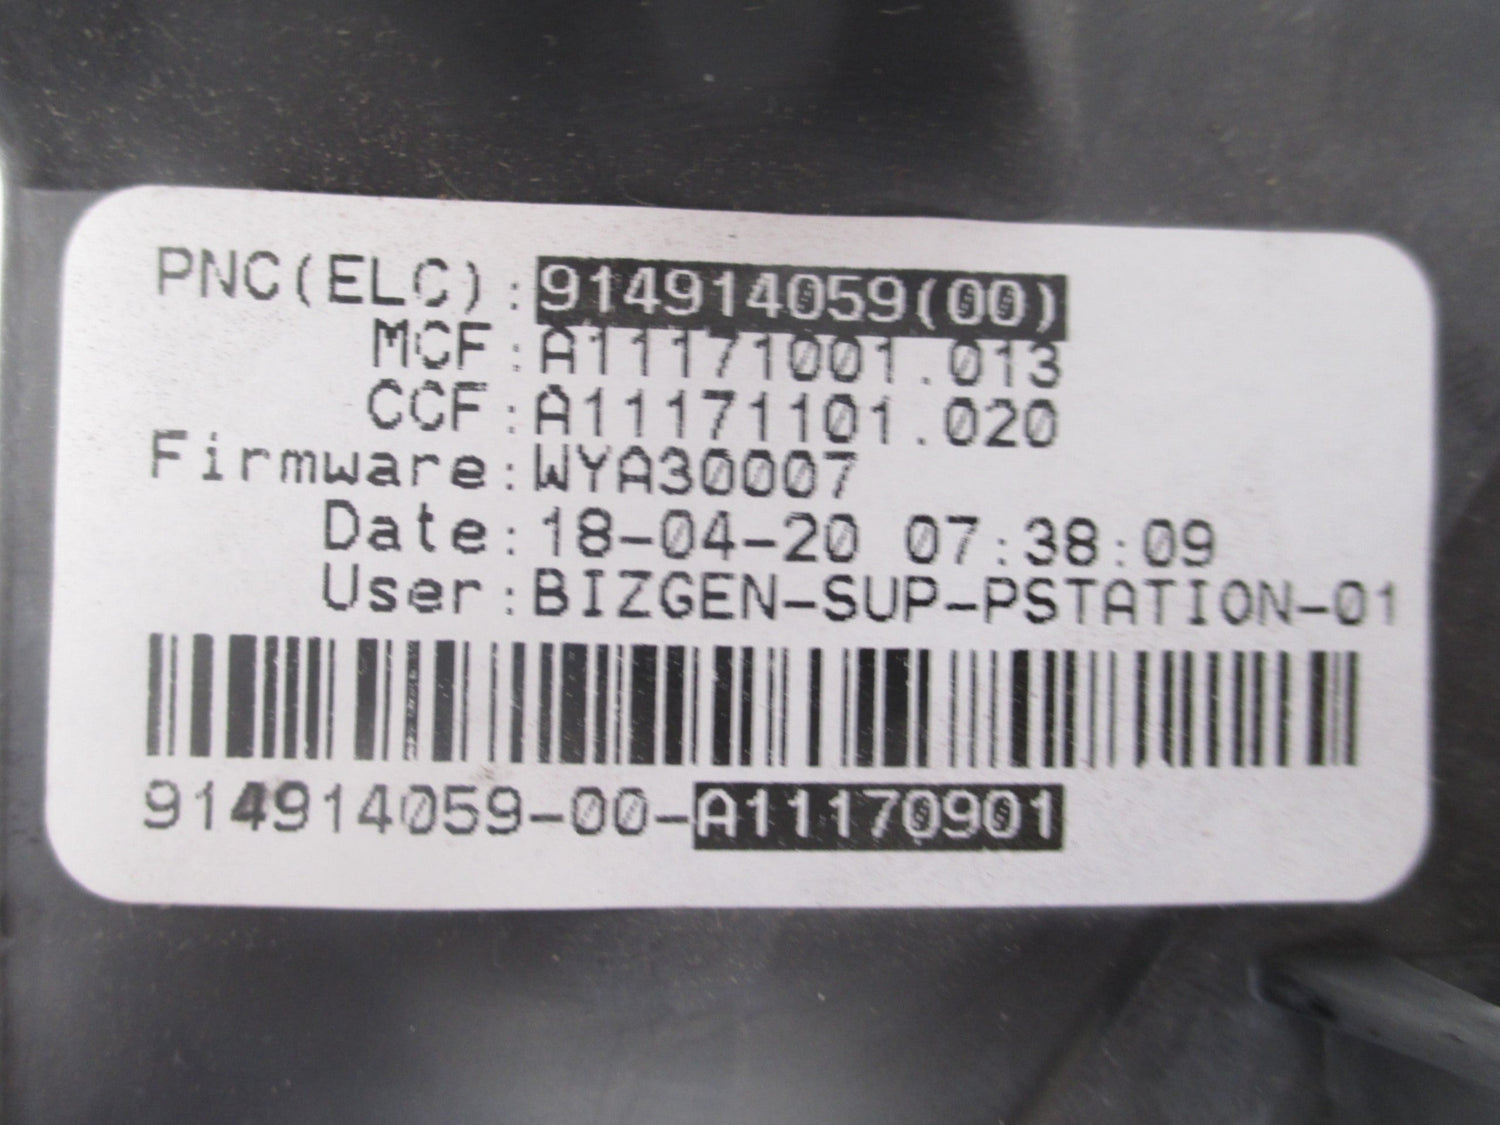 PNC(ELC):914914059(00)
MCF:A11171001.013
CCF:A11171101.020
Firmware:WYA30007
Date:18-04-20 07:38:09
User:BIZGEN-SUP-PSTATION-01
914914059-00-A11170901